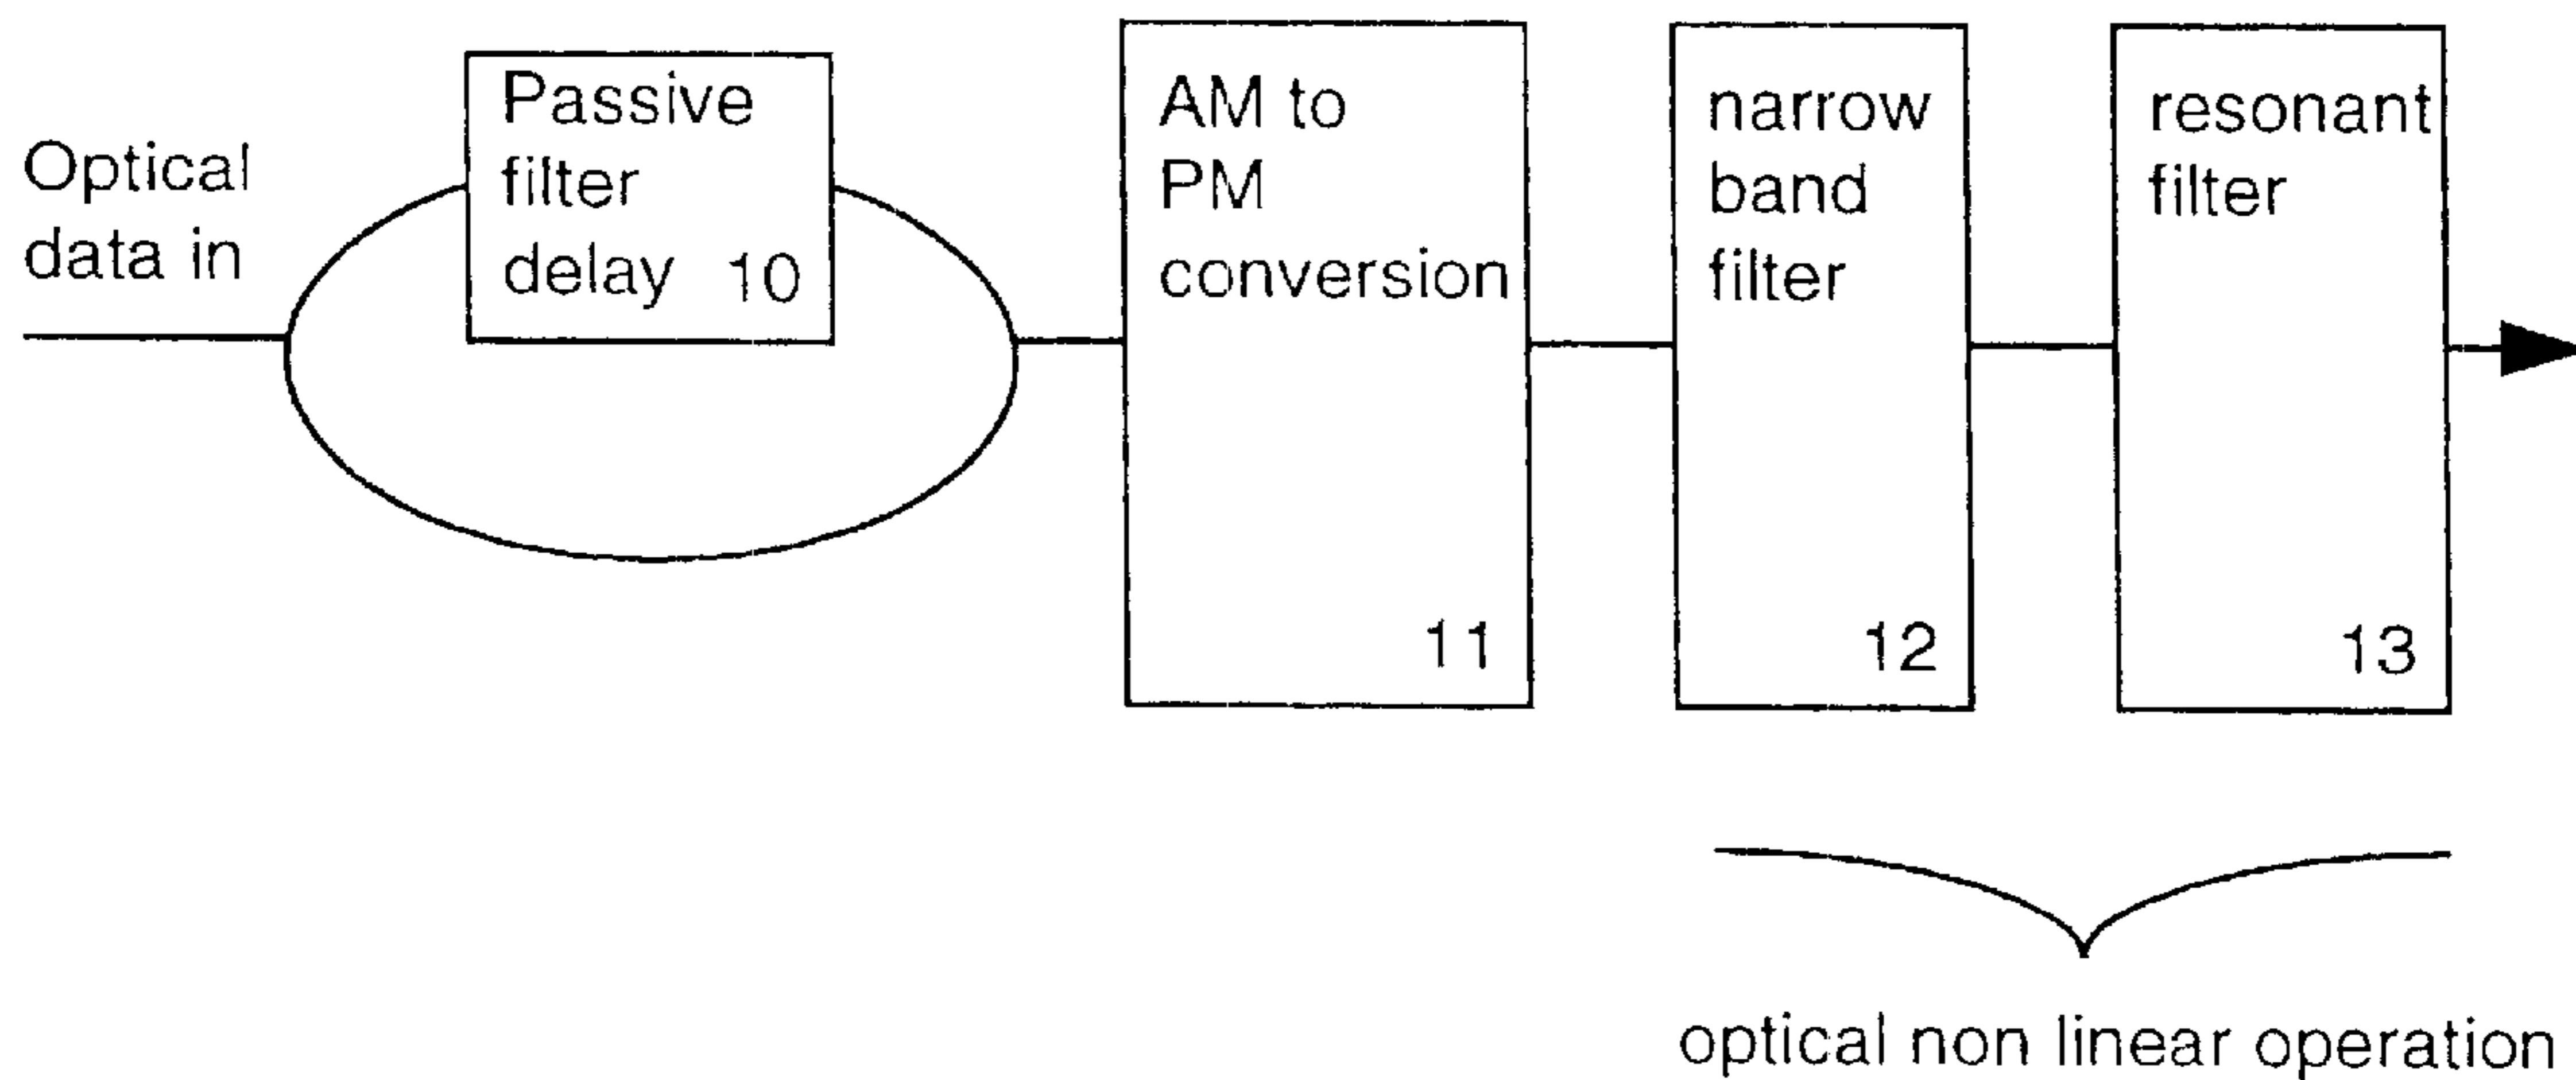 Optical
data in
Passive
filter
delay 10
AM to
PM
conversion
11
narrow
band
filter
12
resonant
filter
13
optical non linear operation